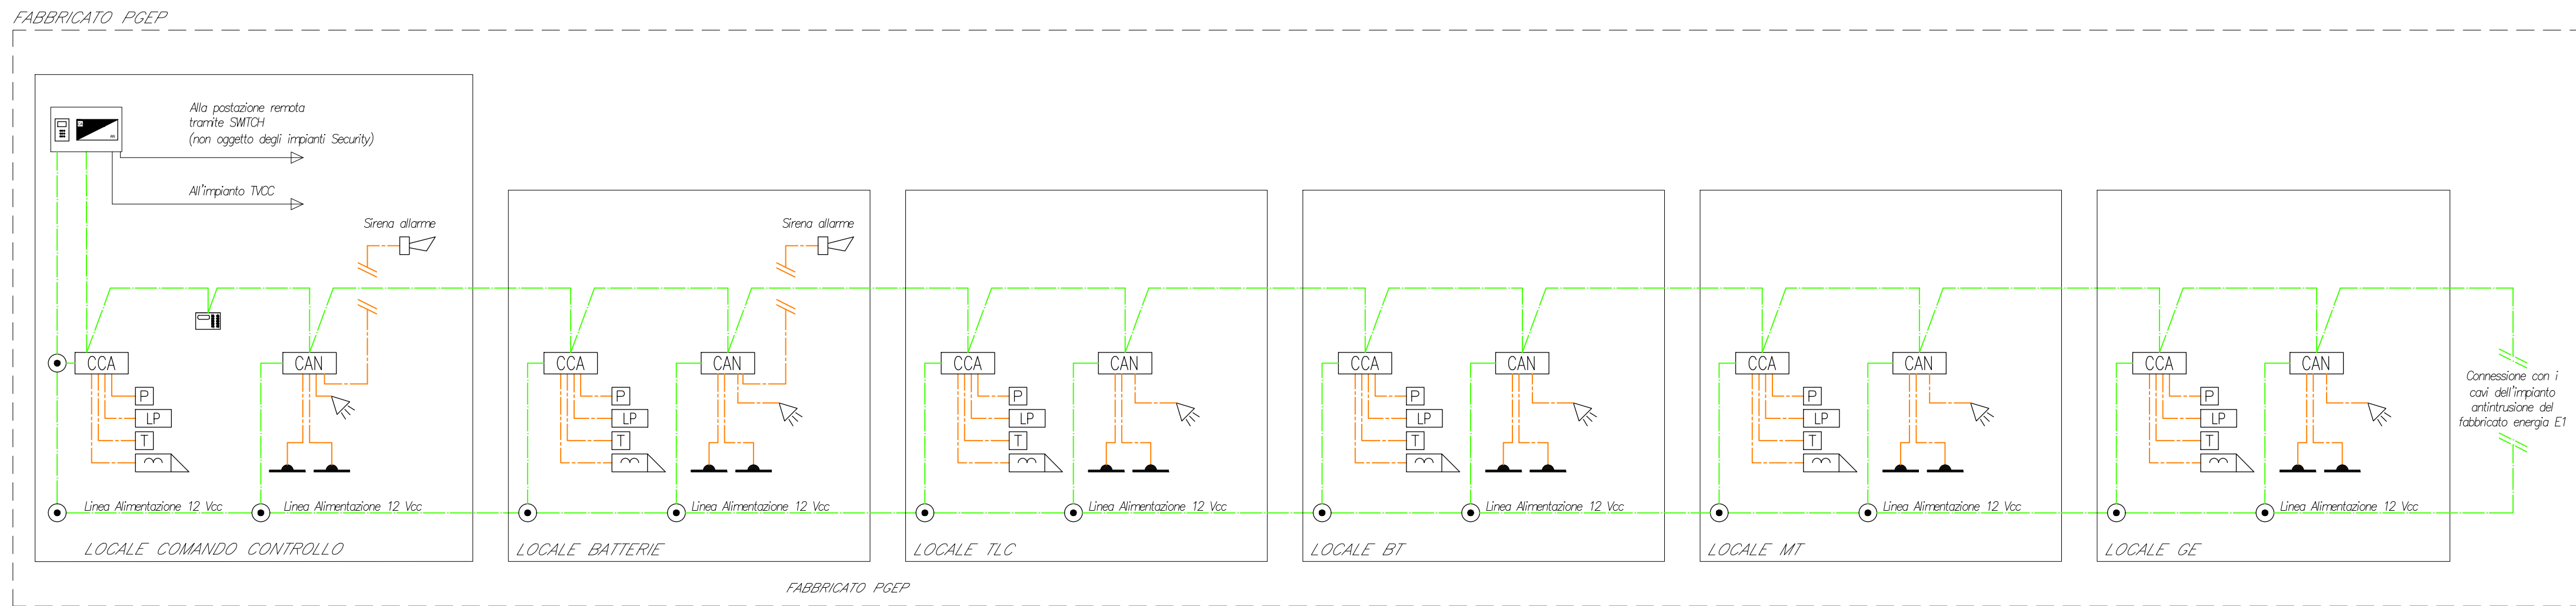 FABBRICATO PGEP
Alla postazione remota
tramite SWITCH
(non oggetto degli impianti Security)
All'impianto TVCC
Sirena allarme
CCA
CAN
P
LP
T
Linea Alimentazione 12 Vcc
Linea Alimentazione 12 Vcc
LOCALE COMANDO CONTROLLO
Sirena allarme
CCA
CAN
P
LP
T
Linea Alimentazione 12 Vcc
LOCALE BATTERIE
CCA
CAN
P
LP
T
Linea Alimentazione 12 Vcc
LOCALE TLC
CCA
CAN
P
LP
T
Linea Alimentazione 12 Vcc
LOCALE BT
CCA
CAN
P
LP
T
Linea Alimentazione 12 Vcc
LOCALE MT
CCA
CAN
P
LP
T
Linea Alimentazione 12 Vcc
LOCALE GE
Connessione con i
cavi dell'impianto
antintrusione del
fabbricato energia E1
FABBRICATO PGEP